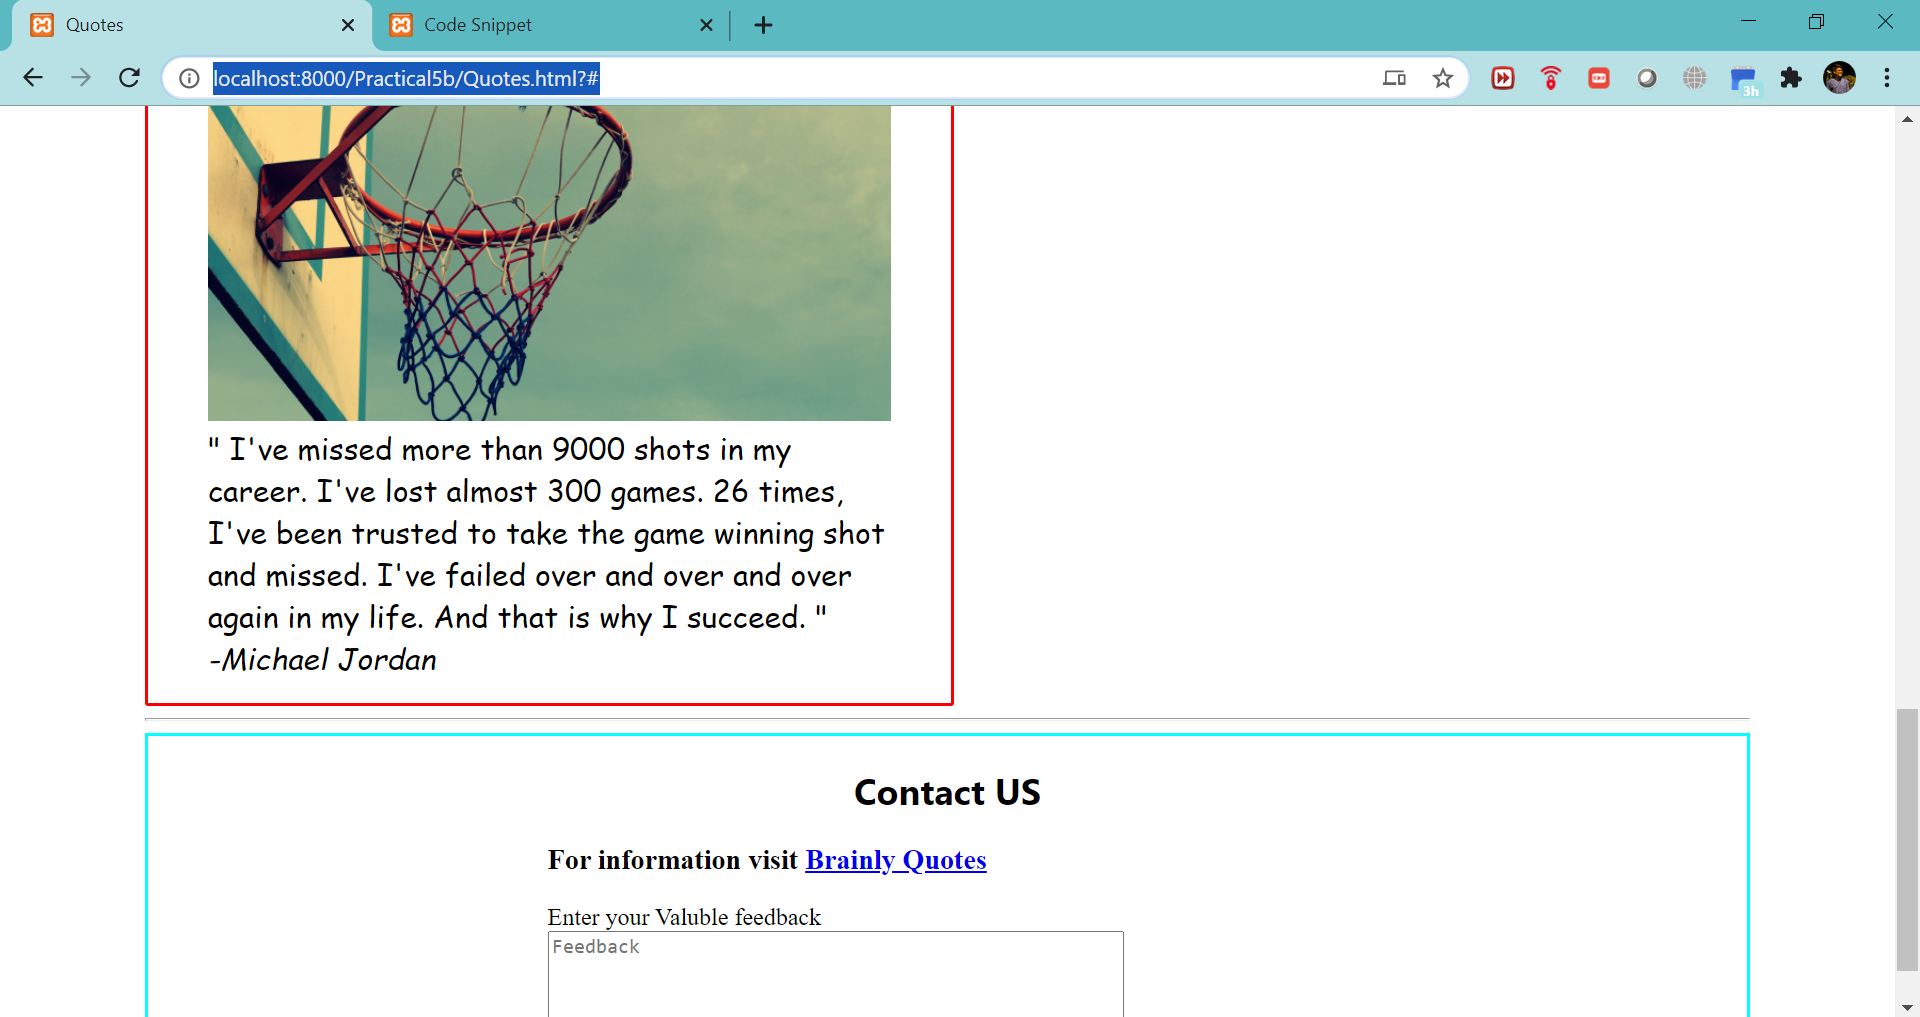 Quotes
Code Snippet
localhost:8000/Practical5b/Quotes.html?#
3h
" I've missed more than 9000 shots in my
career. I've lost almost 300 games. 26 times,
I've been trusted to take the game winning shot
and missed. I've failed over and over and over
again in my life. And that is why I succeed. "
-Michael Jordan
Contact US
For information visit Brainly Quotes
Enter your Valuble feedback
Feedback